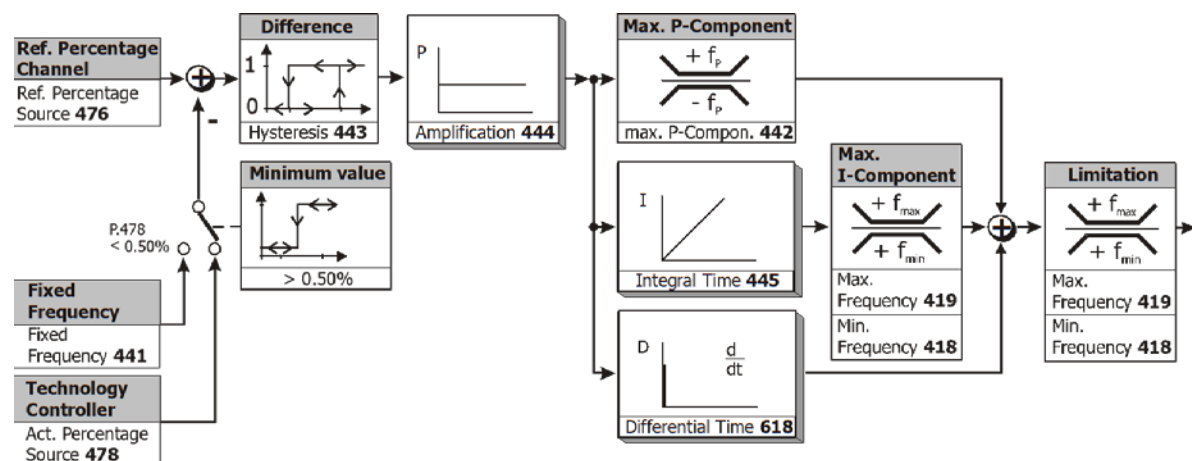 Ref. Percentage
Channel
Ref. Percentage
Source 476
+
-
Difference
1
0
Hysteresis 443
P
Amplification 444
Max. P-Component
+ fP
- fP
max. P-Compon. 442
Minimum value
> 0.50%
P.478
< 0.50%
Fixed
Frequency
Fixed
Frequency 441
Technology
Controller
Act. Percentage
Source 478
I
Integral Time 445
D
d
dt
Differential Time 618
Max.
I-Component
+ fmax
+ fmin
Max.
Frequency 419
Min.
Frequency 418
+
Limitation
+ fmax
+ fmin
Max.
Frequency 419
Min.
Frequency 418